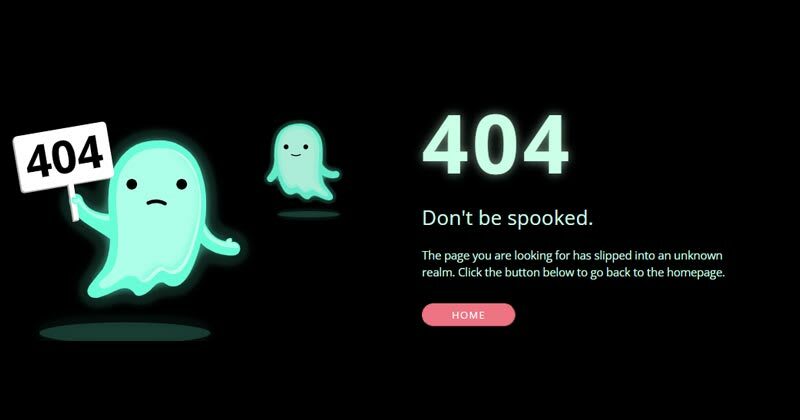 404
404
Don't be spooked.
The page you are looking for has slipped into an unknown
realm. Click the button below to go back to the homepage.
HOME